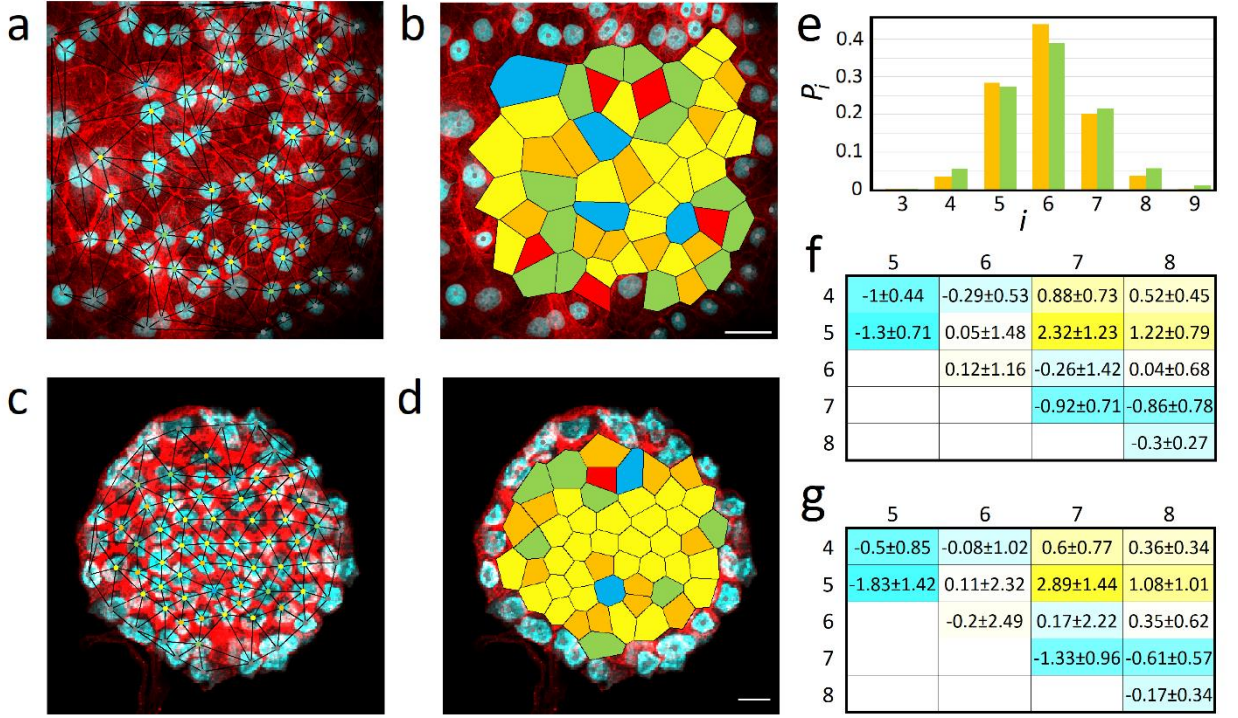 a
b
e
0.4
0.3
0.2
0.1
0
P_i
3 4 5 6 7 8 9
i
f
5 6 7 8
4 -1±0.44 -0.29±0.53 0.88±0.73 0.52±0.45
5 -1.3±0.71 0.05±1.48 2.32±1.23 1.22±0.79
6 0.12±1.16 -0.26±1.42 0.04±0.68
7 -0.92±0.71 -0.86±0.78
8 -0.3±0.27
c
d
g
5 6 7 8
4 -0.5±0.85 -0.08±1.02 0.6±0.77 0.36±0.34
5 -1.83±1.42 0.11±2.32 2.89±1.44 1.08±1.01
6 -0.2±2.49 0.17±2.22 0.35±0.62
7 -1.33±0.96 -0.61±0.57
8 -0.17±0.34